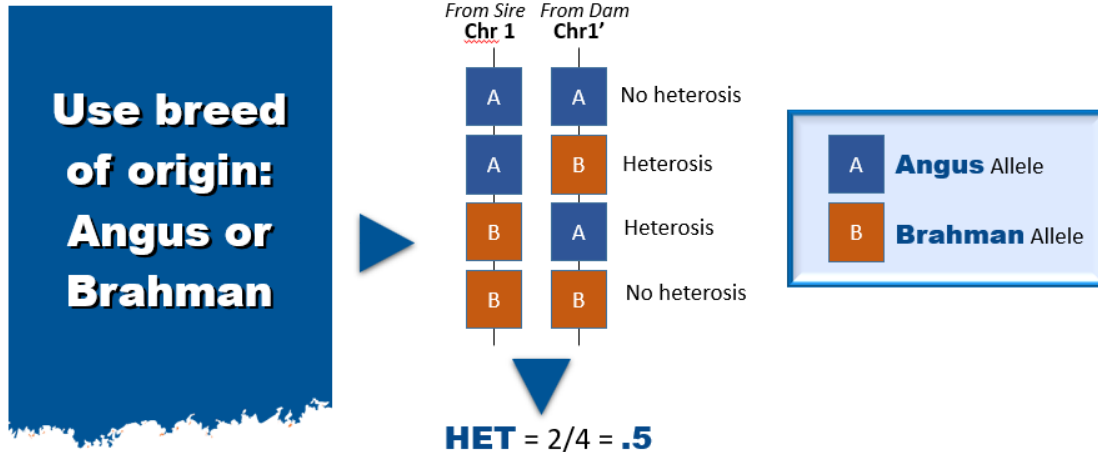 Use breed
of origin:
Angus or
Brahman
From Sire From Dam
Chr 1 Chr1’
A A No heterosis
A B Heterosis
B A Heterosis
B B No heterosis
HET = 2/4 = .5
A Angus Allele
B Brahman Allele